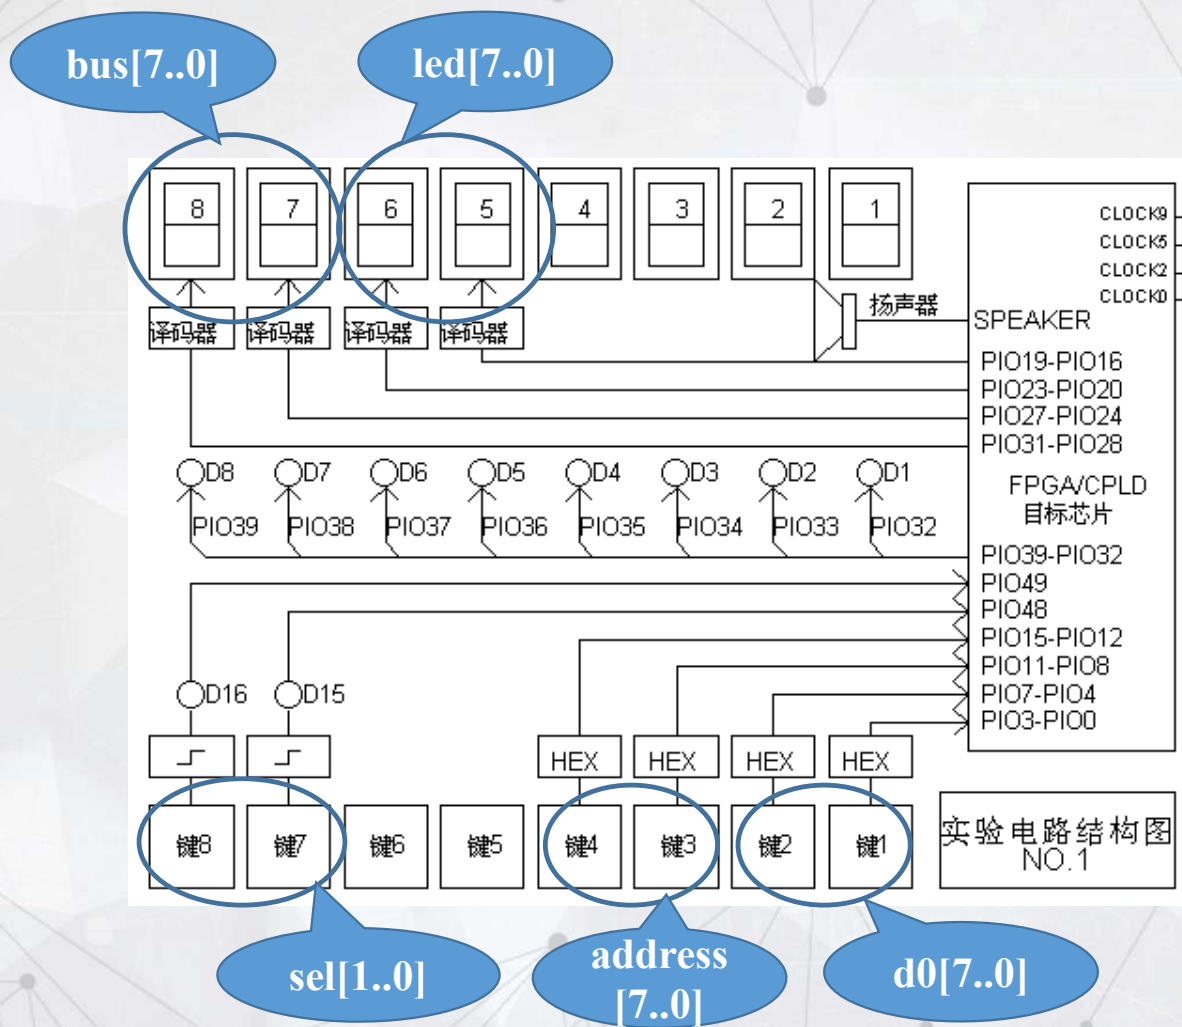 bus[7..0]
led[7..0]
8
7
6
5
4
3
2
1
CLOCK9
CLOCK5
CLOCK2
CLOCK0
扬声器
SPEAKER
译码器
译码器
译码器
译码器
PIO19-PIO16
PIO23-PIO20
PIO27-PIO24
PIO31-PIO28
D8
D7
D6
D5
D4
D3
D2
D1
FPGA/CPLD
目标芯片
PIO39
PIO38
PIO37
PIO36
PIO35
PIO34
PIO33
PIO32
PIO39-PIO32
PIO49
PIO48
PIO15-PIO12
PIO11-PIO8
PIO7-PIO4
PIO3-PIO0
D16
D15
HEX
HEX
HEX
HEX
键8
键7
键6
键5
键4
键3
键2
键1
实验电路结构图
NO.1
sel[1..0]
address
[7..0]
d0[7..0]